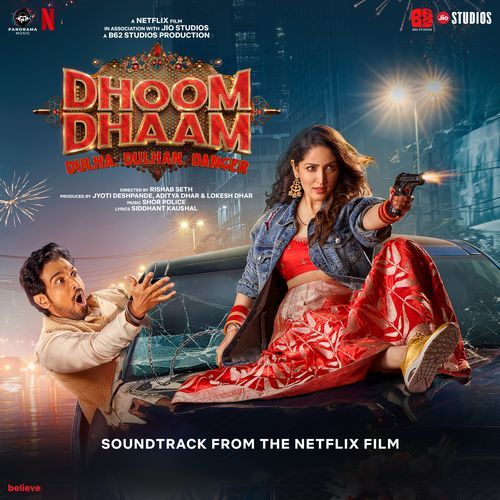 PANORAMA
MUSIC
N
A NETFLIX FILM
IN ASSOCIATION WITH JIO STUDIOS
A B62 STUDIOS PRODUCTION
B62 STUDIOS
Jio STUDIOS
DHOOM
DHAAM
DULHA. DULHAN. DANGER
DIRECTED BY RISHAB SETH
PRODUCED BY JYOTI DESHPANDE, ADITYA DHAR & LOKESH DHAR
MUSIC SHOR POLICE
LYRICS SIDDHANT KAUSHAL
SOUNDTRACK FROM THE NETFLIX FILM
believe